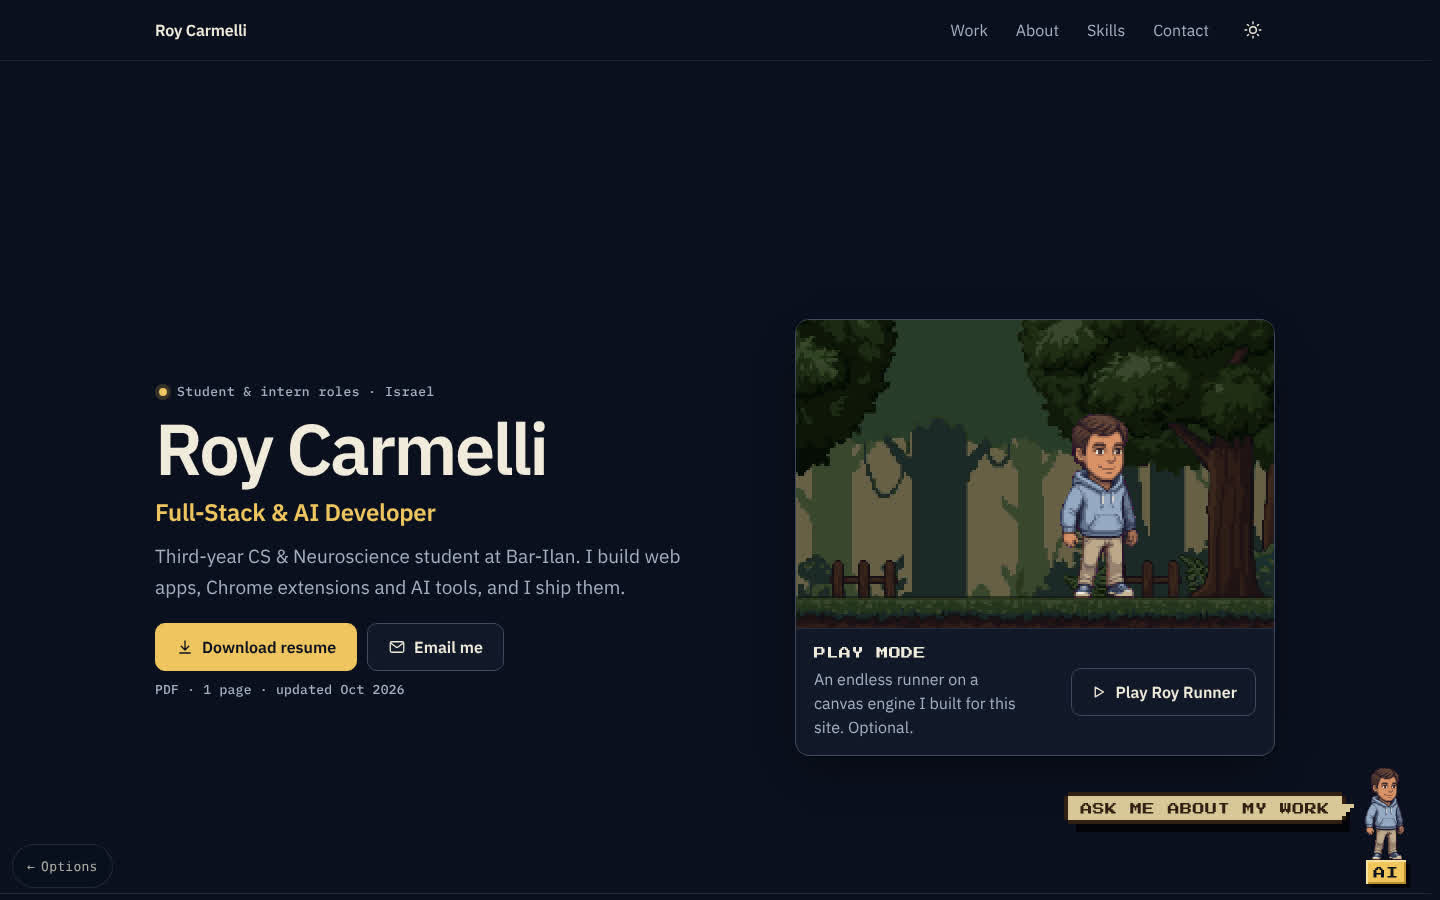 Roy Carmelli
Work
About
Skills
Contact
Student & intern roles · Israel
Roy Carmelli
Full-Stack & AI Developer
Third-year CS & Neuroscience student at Bar-Ilan. I build web
apps, Chrome extensions and AI tools, and I ship them.
Download resume
Email me
PDF · 1 page · updated Oct 2026
PLAY MODE
An endless runner on a
canvas engine I built for this
site. Optional.
Play Roy Runner
ASK ME ABOUT MY WORK
AI
← Options